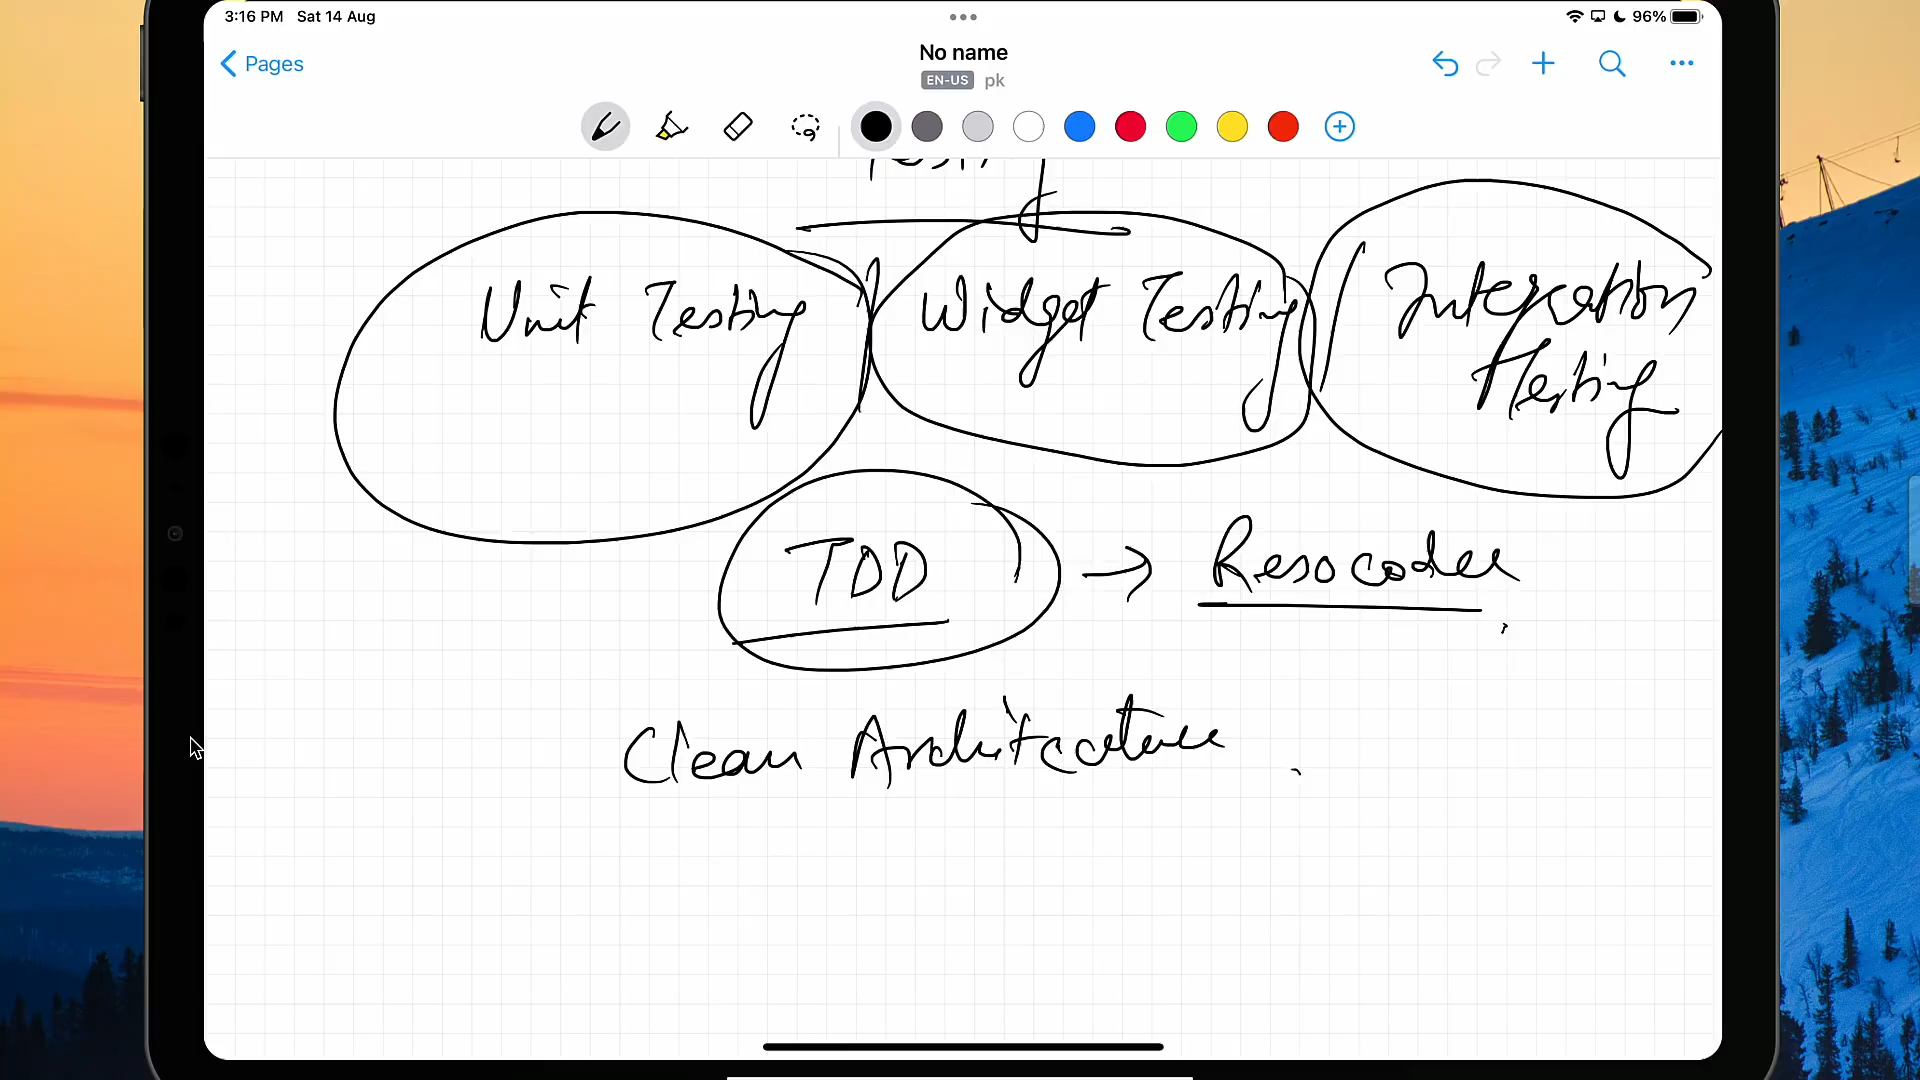 3:16 PM Sat 14 Aug
96%
Pages
No name
EN-US pk
Testing
Unit Testing
Widget Testing
Integration
Testing
TDD → Resocoder
Clean Architecture.